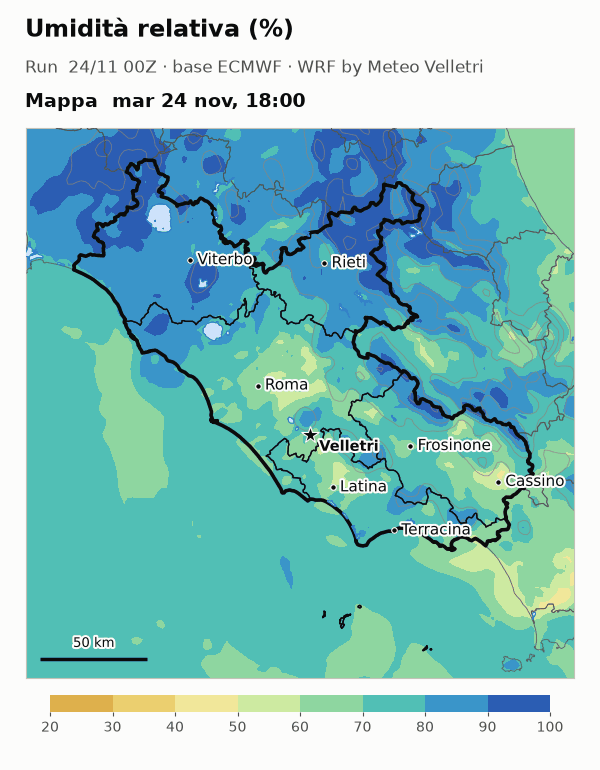 Umidità relativa (%)
Run  24/11 00Z · base ECMWF · WRF by Meteo Velletri
Mappa  mar 24 nov, 18:00
Viterbo
Rieti
Roma
Velletri
Frosinone
Cassino
Latina
Terracina
50 km
20 30 40 50 60 70 80 90 100